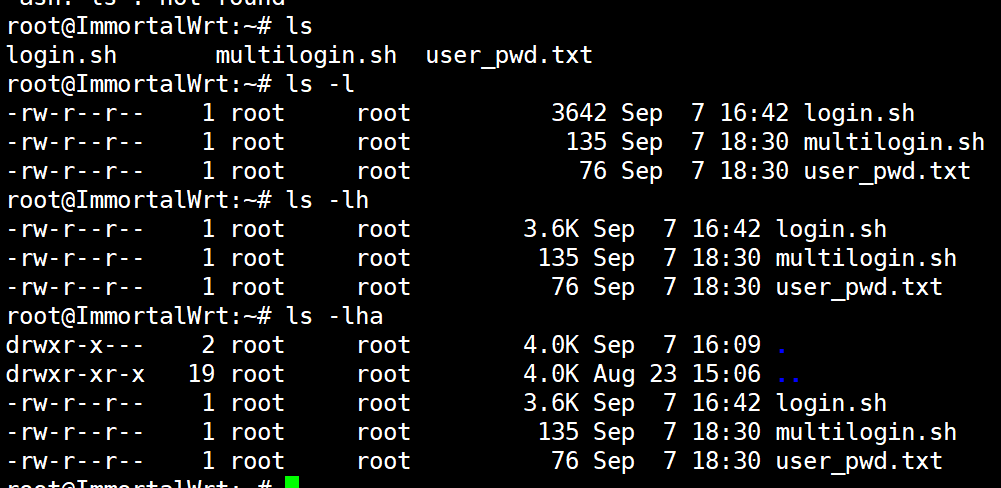 -ash: ls : not found
root@ImmortalWrt:~# ls
login.sh       multilogin.sh  user_pwd.txt
root@ImmortalWrt:~# ls -l
-rw-r--r--    1 root     root          3642 Sep  7 16:42 login.sh
-rw-r--r--    1 root     root           135 Sep  7 18:30 multilogin.sh
-rw-r--r--    1 root     root            76 Sep  7 18:30 user_pwd.txt
root@ImmortalWrt:~# ls -lh
-rw-r--r--    1 root     root        3.6K Sep  7 16:42 login.sh
-rw-r--r--    1 root     root         135 Sep  7 18:30 multilogin.sh
-rw-r--r--    1 root     root          76 Sep  7 18:30 user_pwd.txt
root@ImmortalWrt:~# ls -lha
drwxr-x---    2 root     root        4.0K Sep  7 16:09 .
drwxr-xr-x   19 root     root        4.0K Aug 23 15:06 ..
-rw-r--r--    1 root     root        3.6K Sep  7 16:42 login.sh
-rw-r--r--    1 root     root         135 Sep  7 18:30 multilogin.sh
-rw-r--r--    1 root     root          76 Sep  7 18:30 user_pwd.txt
root@ImmortalWrt:~#